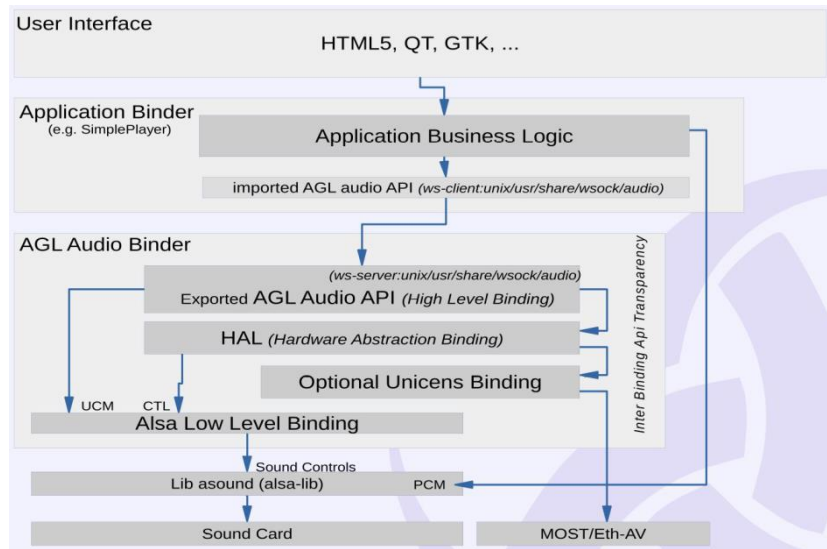 User Interface
HTML5, QT, GTK, ...
Application Binder
(e.g. SimplePlayer)
Application Business Logic
imported AGL audio API (ws-client:unix/usr/share/wsock/audio)
AGL Audio Binder
(ws-server:unix/usr/share/wsock/audio)
Exported AGL Audio API (High Level Binding)
HAL (Hardware Abstraction Binding)
Optional Unicens Binding
Inter Binding Api Transparency
UCM
CTL
Alsa Low Level Binding
Sound Controls
Lib asound (alsa-lib)
PCM
Sound Card
MOST/Eth-AV